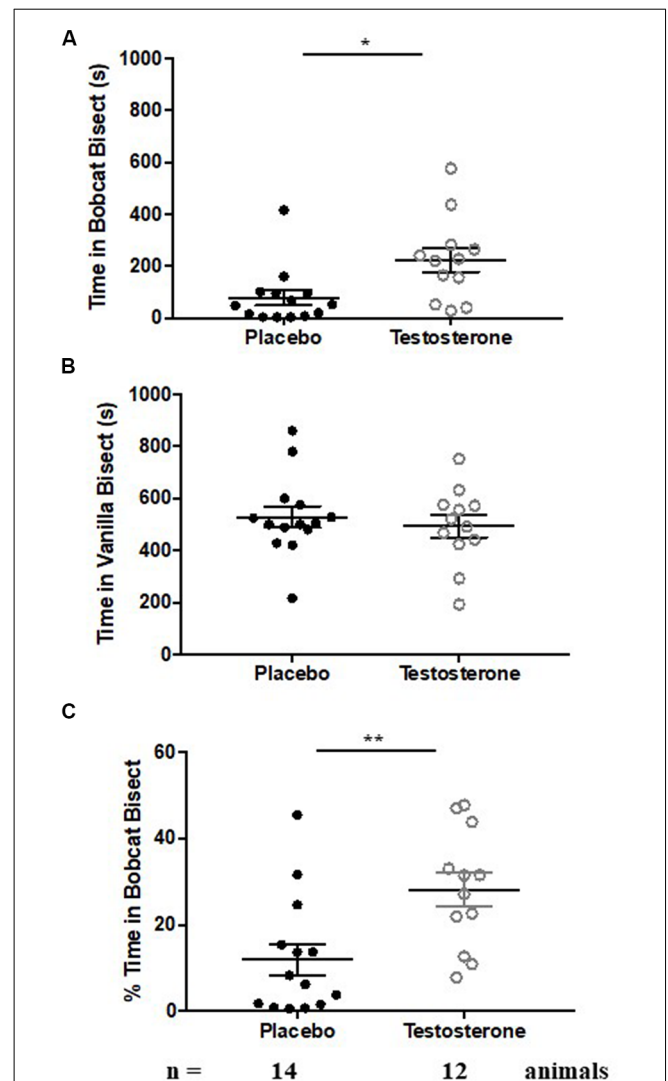 A
*
Time in Bobcat Bisect (s)
1000
800
600
400
200
0
Placebo Testosterone
B
Time in Vanilla Bisect (s)
1000
800
600
400
200
0
Placebo Testosterone
C
**
% Time in Bobcat Bisect
60
40
20
0
Placebo Testosterone
n = 14 12 animals